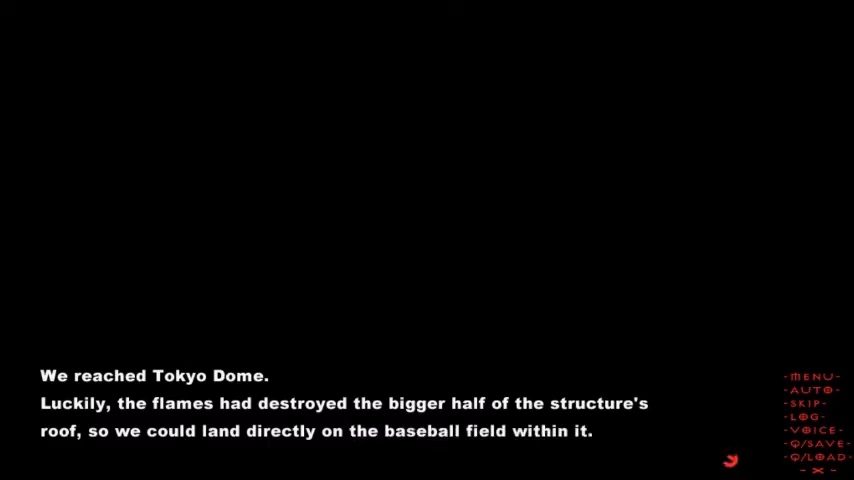 We reached Tokyo Dome.
Luckily, the flames had destroyed the bigger half of the structure's
roof, so we could land directly on the baseball field within it.
-MENU-
-AUTO-
-SKIP-
-LOG-
-VOICE-
-Q/SAVE-
-Q/LOAD-
-X-